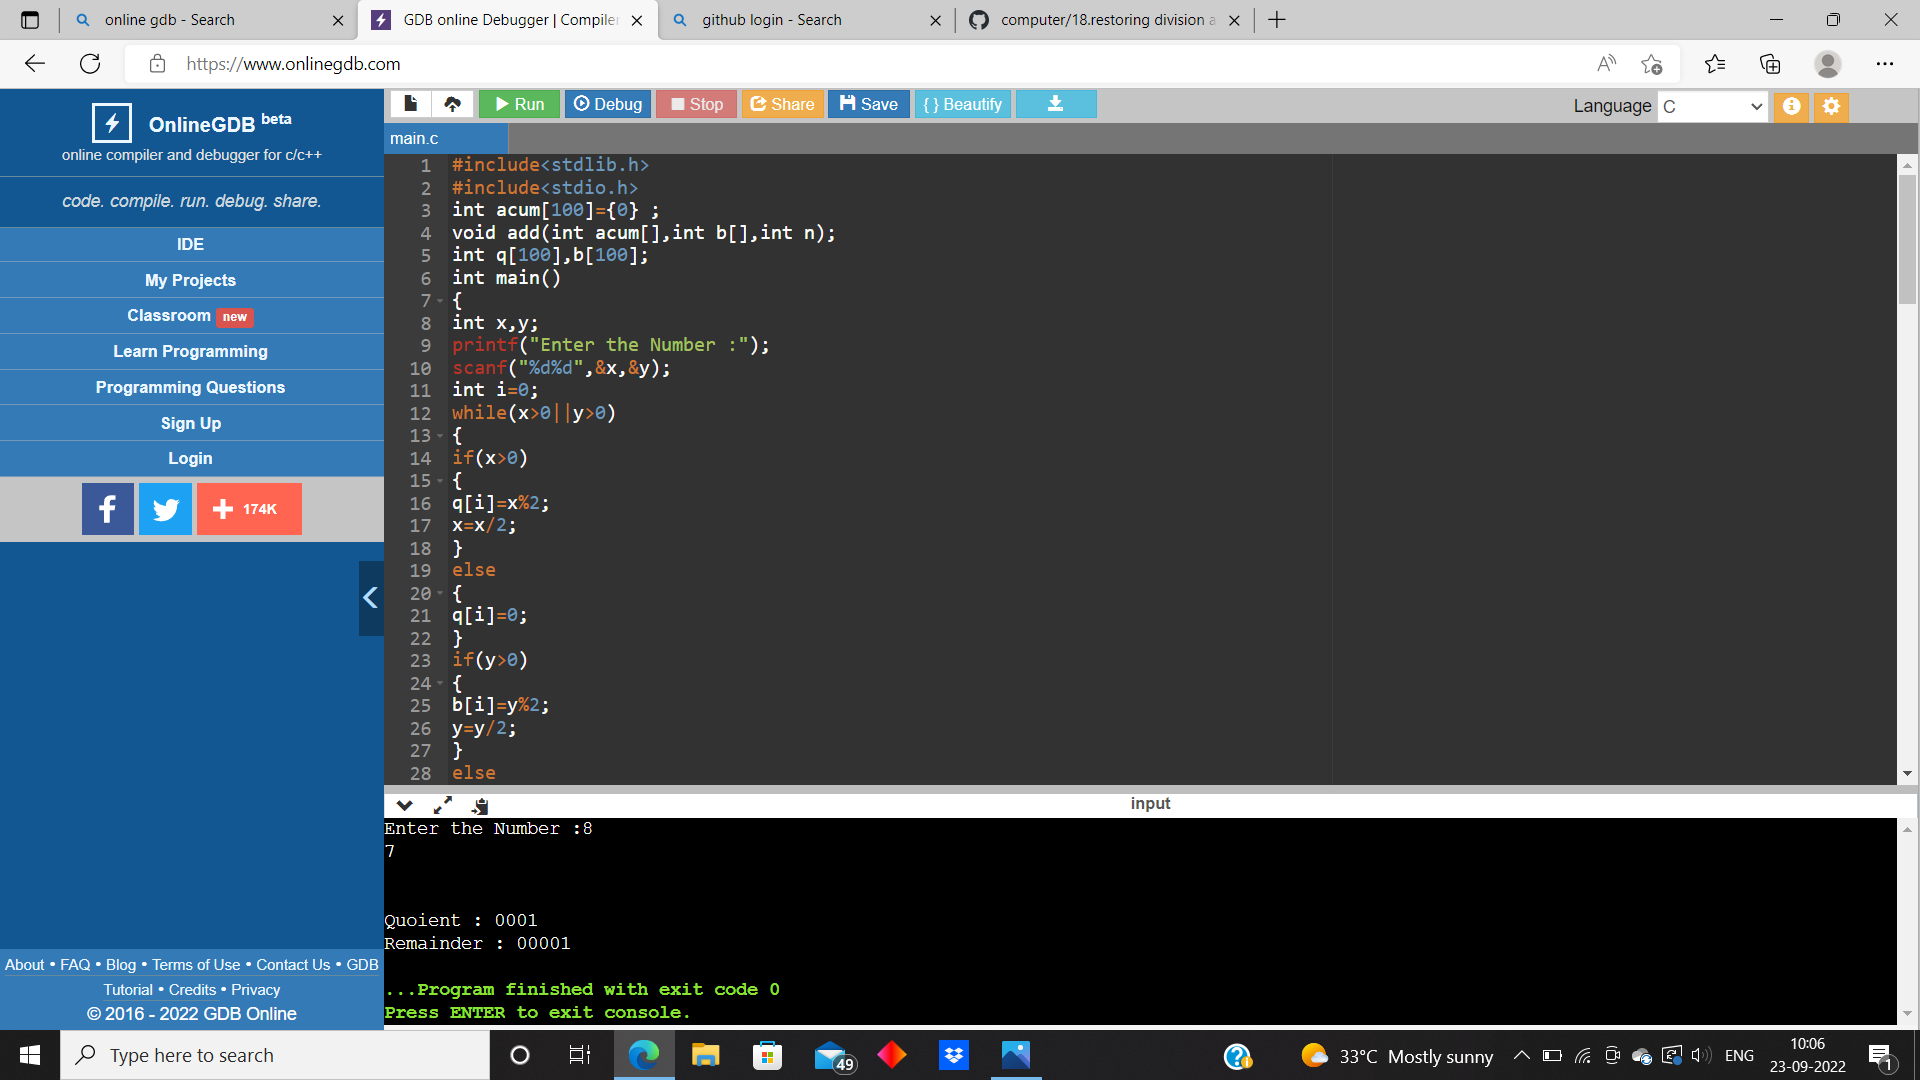 online gdb - Search
GDB online Debugger | Compiler
github login - Search
computer/18.restoring division a
https://www.onlinegdb.com
OnlineGDB beta
online compiler and debugger for c/c++
code. compile. run. debug. share.
IDE
My Projects
Classroom new
Learn Programming
Programming Questions
Sign Up
Login
174K
About • FAQ • Blog • Terms of Use • Contact Us • GDB
Tutorial • Credits • Privacy
© 2016 - 2022 GDB Online
Run Debug Stop Share Save { } Beautify
Language C
main.c
1 #include<stdlib.h>
2 #include<stdio.h>
3 int acum[100]={0} ;
4 void add(int acum[],int b[],int n);
5 int q[100],b[100];
6 int main()
7 {
8 int x,y;
9 printf("Enter the Number :");
10 scanf("%d%d",&x,&y);
11 int i=0;
12 while(x>0||y>0)
13 {
14 if(x>0)
15 {
16 q[i]=x%2;
17 x=x/2;
18 }
19 else
20 {
21 q[i]=0;
22 }
23 if(y>0)
24 {
25 b[i]=y%2;
26 y=y/2;
27 }
28 else
input
Enter the Number :8
7
Quoient : 0001
Remainder : 00001
...Program finished with exit code 0
Press ENTER to exit console.
Type here to search
49
33°C Mostly sunny
ENG
10:06
23-09-2022
1